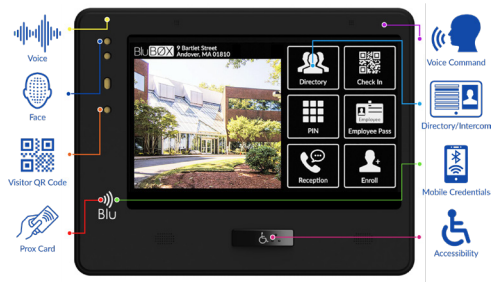 Voice
Face
Visitor QR Code
Prox Card
BluBØX
9 Bartlet Street
Andover, MA 01810
Directory
Check In
PIN
Employee
Employee Pass
Reception
Enroll
Blu
Voice Command
Directory/Intercom
Mobile Credentials
Accessibility